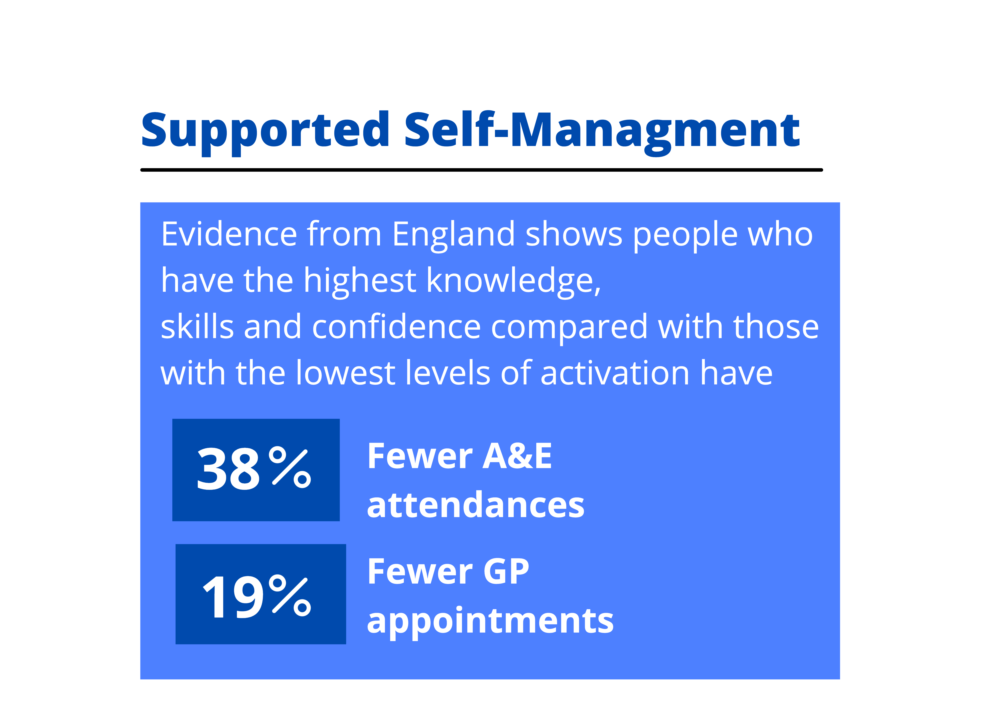 Supported Self-Managment
Evidence from England shows people who
have the highest knowledge,
skills and confidence compared with those
with the lowest levels of activation have
38%
Fewer A&E
attendances
19%
Fewer GP
appointments